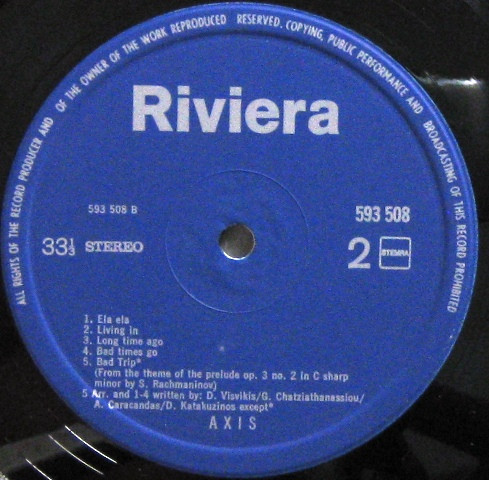 ALL RIGHTS OF THE RECORD PRODUCER AND OF THE OWNER OF THE WORK REPRODUCED RESERVED. COPYING, PUBLIC PERFORMANCE AND BROADCASTING OF THIS RECORD PROHIBITED
Riviera
593 508 B
593 508
33⅓ STEREO
2 STEMRA
1. Ela ela
2. Living in
3. Long time ago
4. Bad times go
5. Bad Trip*
(From the theme of the prelude op. 3 no. 2 in C sharp
minor by S. Rachmaninov)
5 Arr. and 1-4 written by: D. Visvikis/G. Chatziathanassiou/
A. Caracandas/D. Katakuzinos except*
AXIS